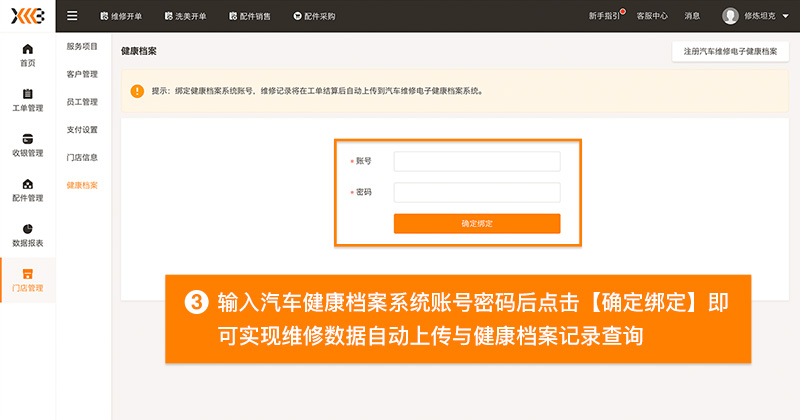 维修开单
洗美开单
配件销售
配件采购
新手指引
客服中心
消息
修炼坦克
首页
工单管理
收银管理
配件管理
数据报表
门店管理
服务项目
客户管理
员工管理
支付设置
门店信息
健康档案
健康档案
注册汽车维修电子健康档案
提示：绑定健康档案系统账号，维修记录将在工单结算后自动上传到汽车维修电子健康档案系统。
* 账号
* 密码
确定绑定
3 输入汽车健康档案系统账号密码后点击【确定绑定】即
可实现维修数据自动上传与健康档案记录查询